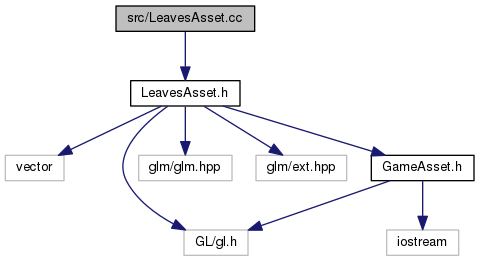 src/LeavesAsset.cc
LeavesAsset.h
vector
glm/glm.hpp
glm/ext.hpp
GameAsset.h
GL/gl.h
iostream